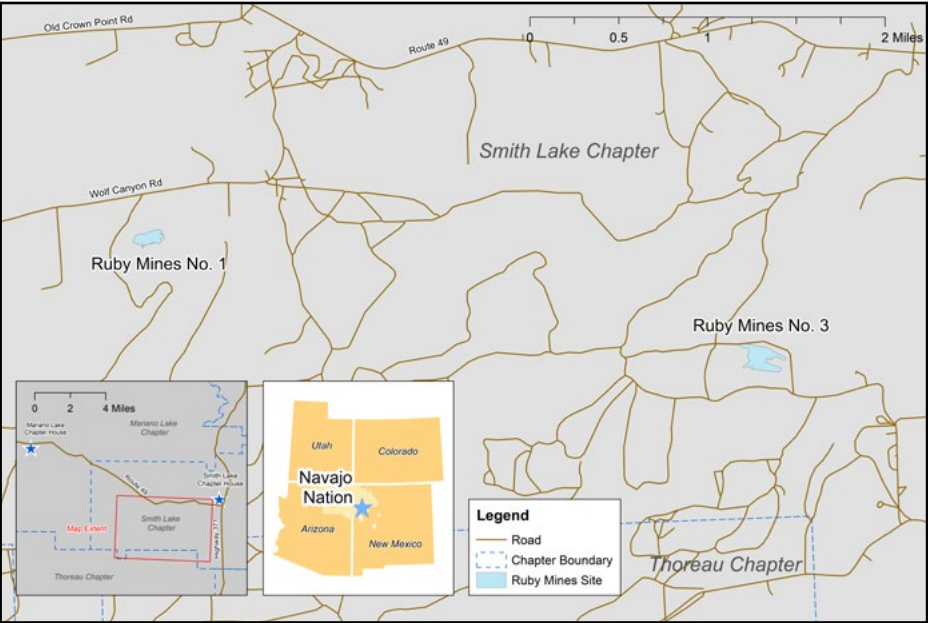 Old Crown Point Rd
Route 49
0 0.5 1 2 Miles
Smith Lake Chapter
Wolf Canyon Rd
Ruby Mines No. 1
Ruby Mines No. 3
0 2 4 Miles
Mariano Lake
Chapter House
Mariano Lake
Chapter
Route 49
Smith Lake
Chapter House
Map Extent
Smith Lake
Chapter
Highway 371
Thoreau Chapter
Utah
Colorado
Navajo
Nation
Arizona
New Mexico
Legend
Road
Chapter Boundary
Ruby Mines Site
Thoreau Chapter